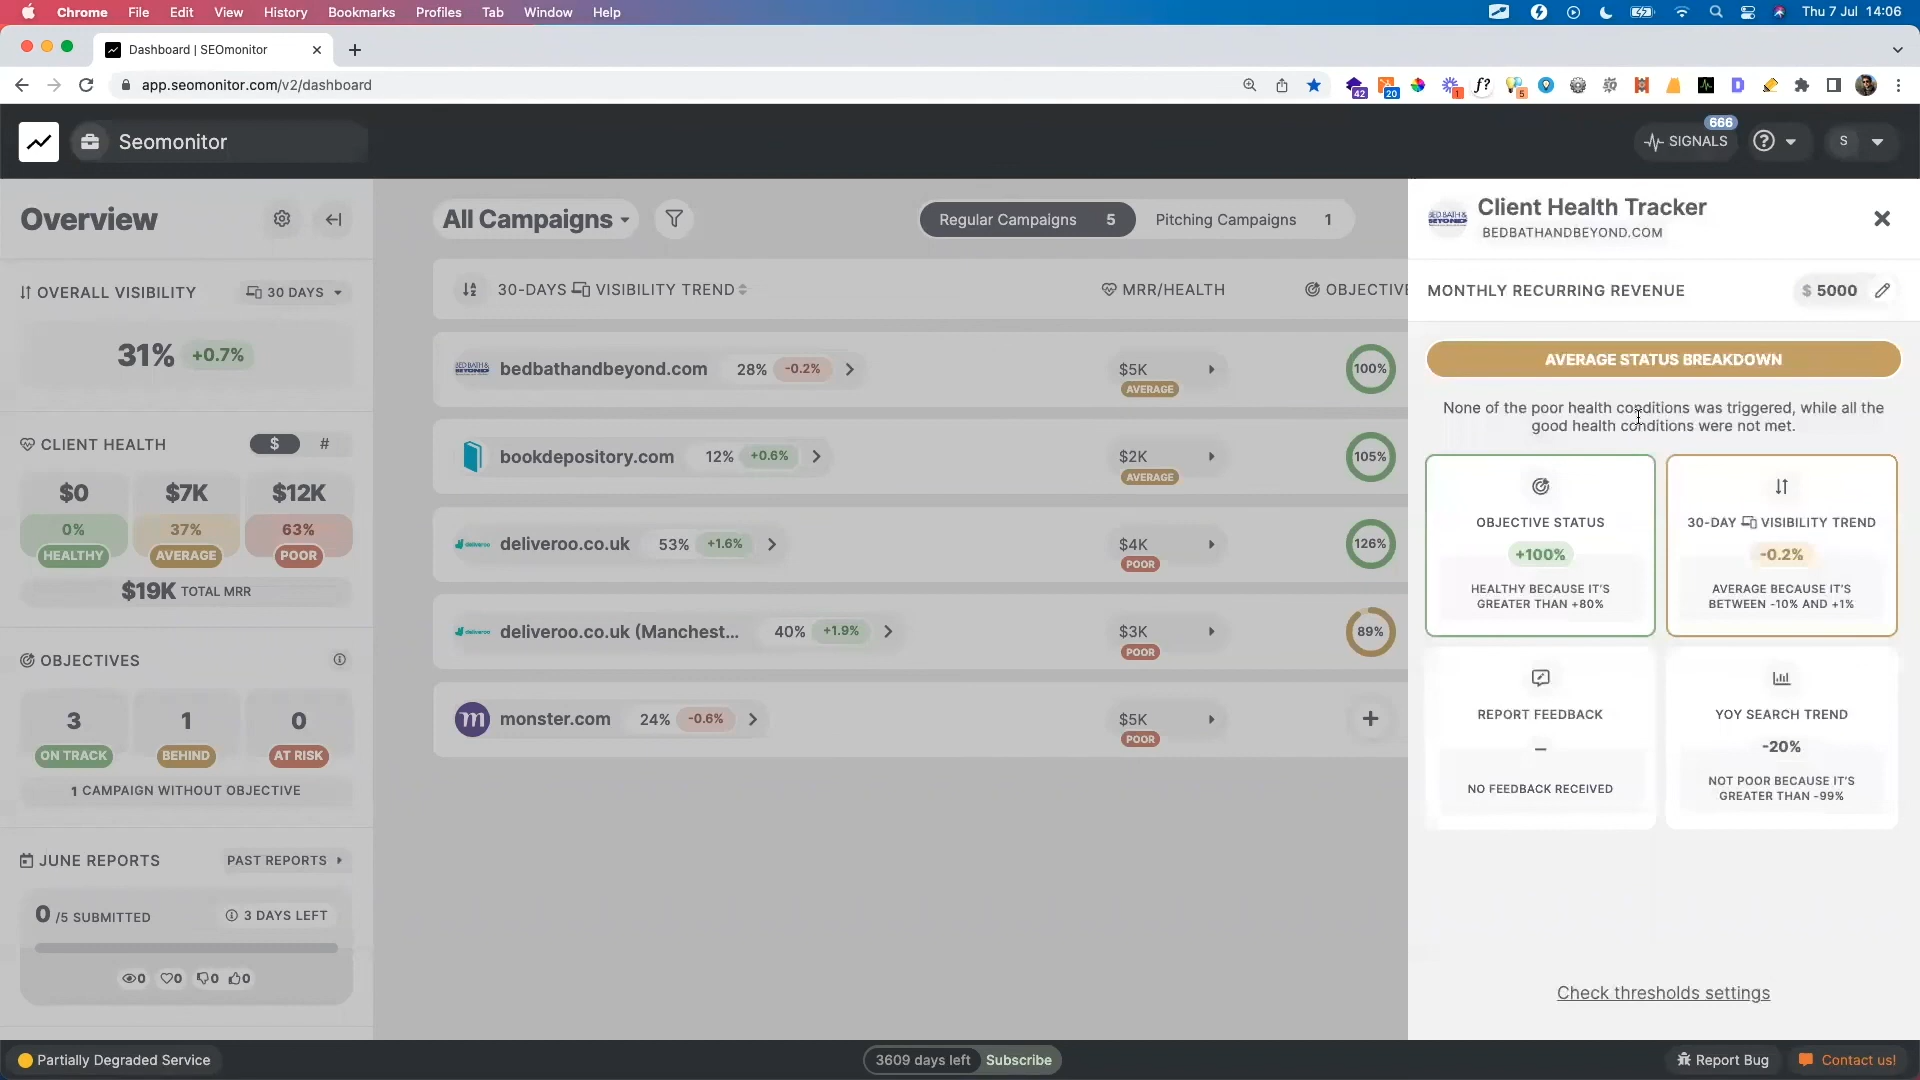 Chrome File Edit View History Bookmarks Profiles Tab Window Help Thu 7 Jul 14:06
Dashboard | SEOmonitor
app.seomonitor.com/v2/dashboard
42 20 1 f? 5
Seomonitor
666
SIGNALS
S
Overview
OVERALL VISIBILITY 30 DAYS
31% +0.7%
CLIENT HEALTH $ #
$0 $7K $12K
0% 37% 63%
HEALTHY AVERAGE POOR
$19K TOTAL MRR
OBJECTIVES
3 1 0
ON TRACK BEHIND AT RISK
1 CAMPAIGN WITHOUT OBJECTIVE
JUNE REPORTS PAST REPORTS
0 /5 SUBMITTED 3 DAYS LEFT
0 0 0 0
All Campaigns Regular Campaigns 5 Pitching Campaigns 1
30-DAYS VISIBILITY TREND MRR/HEALTH OBJECTIVE
bedbathandbeyond.com 28% -0.2% $5K 100%
AVERAGE
bookdepository.com 12% +0.6% $2K 105%
AVERAGE
deliveroo.co.uk 53% +1.6% $4K 126%
POOR
deliveroo.co.uk (Manchest... 40% +1.9% $3K 89%
POOR
m monster.com 24% -0.6% $5K +
POOR
BED BATH & BEYOND
Client Health Tracker
BEDBATHANDBEYOND.COM
MONTHLY RECURRING REVENUE $ 5000
AVERAGE STATUS BREAKDOWN
None of the poor health conditions was triggered, while all the
good health conditions were not met.
OBJECTIVE STATUS
+100%
HEALTHY BECAUSE IT'S
GREATER THAN +80%
30-DAY VISIBILITY TREND
-0.2%
AVERAGE BECAUSE IT'S
BETWEEN -10% AND +1%
REPORT FEEDBACK
–
NO FEEDBACK RECEIVED
YOY SEARCH TREND
-20%
NOT POOR BECAUSE IT'S
GREATER THAN -99%
Check thresholds settings
Partially Degraded Service
3609 days left Subscribe
Report Bug
Contact us!